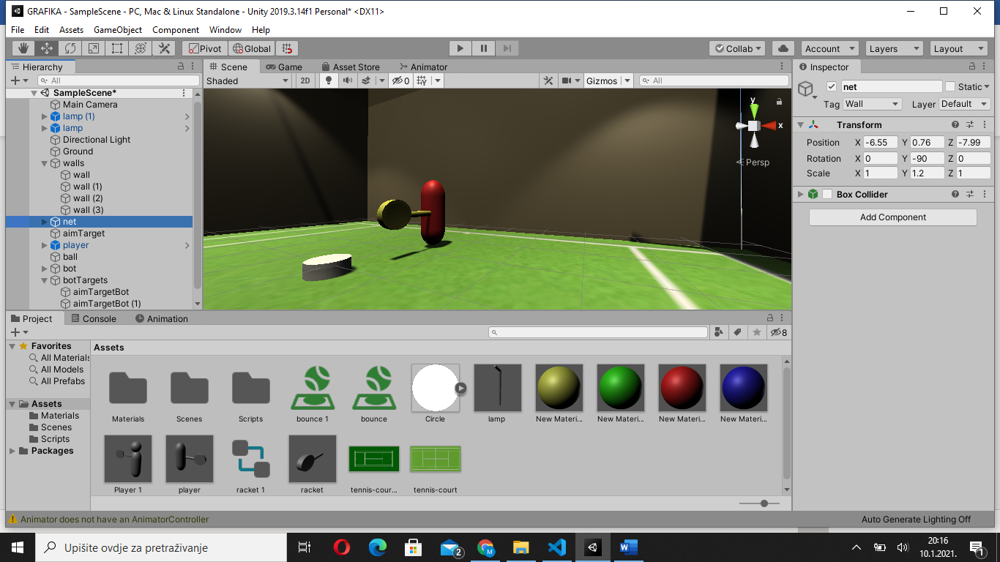 GRAFIKA - SampleScene - PC, Mac & Linux Standalone - Unity 2019.3.14f1 Personal* <DX11>
File Edit Assets GameObject Component Window Help
Pivot Global Collab Account Layers Layout
Hierarchy
All
SampleScene*
Main Camera
lamp (1)
lamp
Directional Light
Ground
walls
wall
wall (1)
wall (2)
wall (3)
net
aimTarget
player
ball
bot
botTargets
aimTargetBot
aimTargetBot (1)
Scene Game Asset Store Animator
Shaded 2D 0 Gizmos All
y
x
Persp
Inspector
net Static
Tag Wall Layer Default
Transform
Position X -6.55 Y 0.76 Z -7.99
Rotation X 0 Y -90 Z 0
Scale X 1 Y 1.2 Z 1
Box Collider
Add Component
Project Console Animation
8
Favorites
All Materials
All Models
All Prefabs
Assets
Materials
Scenes
Scripts
Packages
Assets
Materials Scenes Scripts bounce 1 bounce Circle lamp New Materi... New Materi... New Materi... New Materi...
Player 1 player racket 1 racket tennis-cour... tennis-court
Animator does not have an AnimatorController
Auto Generate Lighting Off
Upišite ovdje za pretraživanje
2
M
W
20:16
10.1.2021.
1